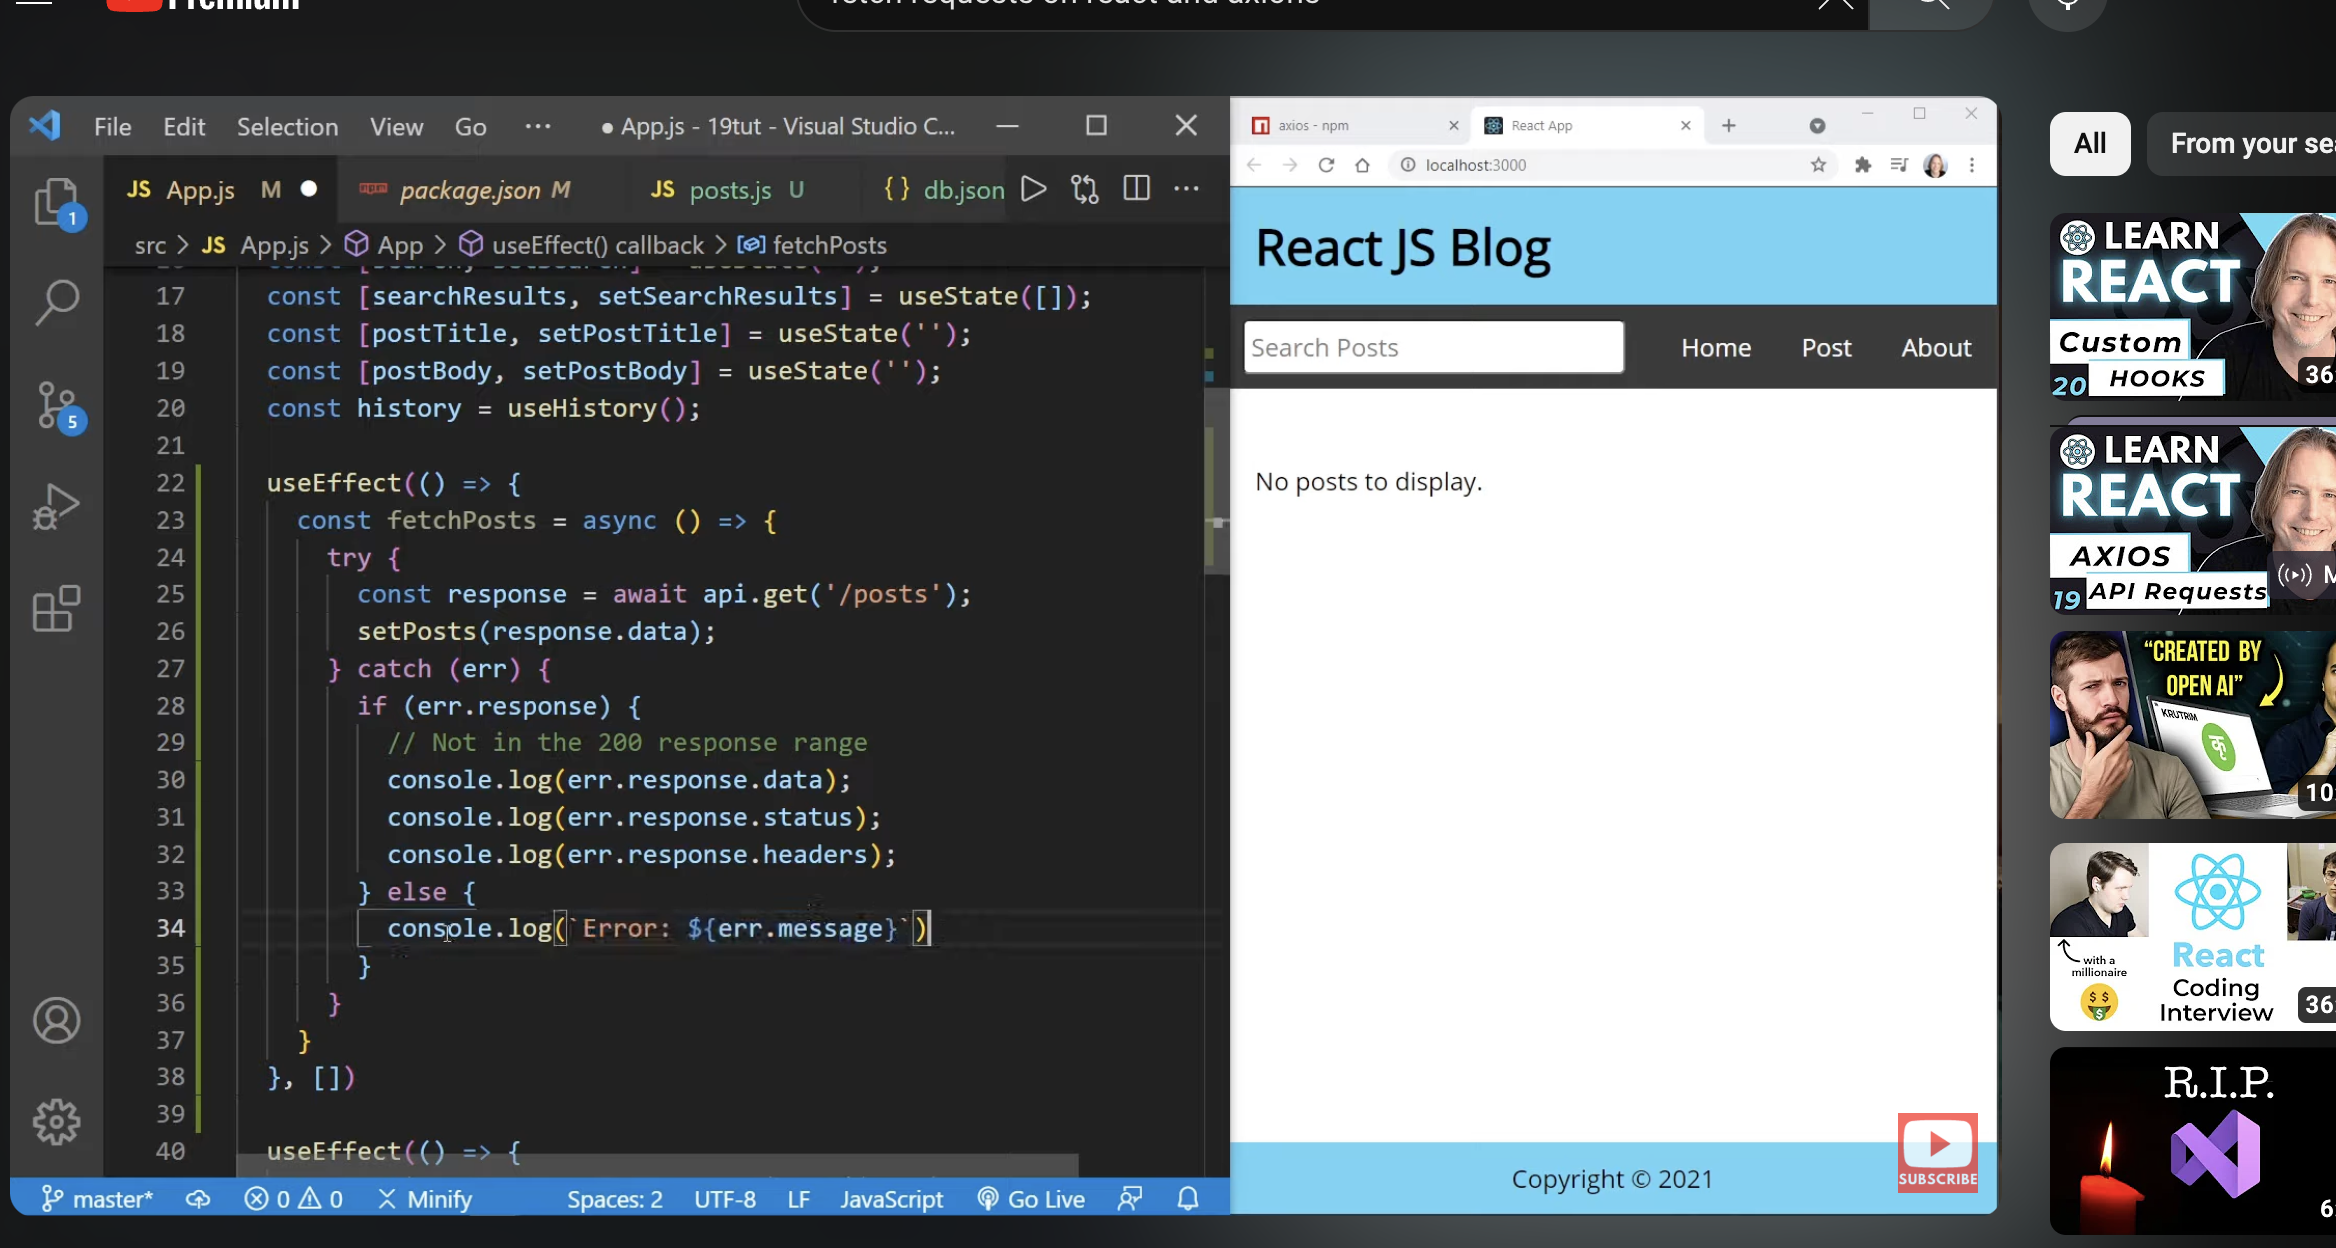 Premium
fetch requests on react and axions
File Edit Selection View Go ··· ● App.js - 19tut - Visual Studio C...
JS App.js M ● package.json M JS posts.js U {} db.json ···
src > JS App.js > App > useEffect() callback > fetchPosts
17 const [searchResults, setSearchResults] = useState([]);
18 const [postTitle, setPostTitle] = useState('');
19 const [postBody, setPostBody] = useState('');
20 const history = useHistory();
21
22 useEffect(() => {
23 const fetchPosts = async () => {
24 try {
25 const response = await api.get('/posts');
26 setPosts(response.data);
27 } catch (err) {
28 if (err.response) {
29 // Not in the 200 response range
30 console.log(err.response.data);
31 console.log(err.response.status);
32 console.log(err.response.headers);
33 } else {
34 console.log(`Error: ${err.message}`)
35 }
36 }
37 }
38 }, [])
39
40 useEffect(() => {
1
5
master* 0 0 Minify Spaces: 2 UTF-8 LF JavaScript Go Live
axios - npm React App
localhost:3000
React JS Blog
Search Posts Home Post About
No posts to display.
Copyright © 2021
SUBSCRIBE
All From your sea
LEARN
REACT
Custom
20 HOOKS
36:
LEARN
REACT
AXIOS
19 API Requests
M
"CREATED BY
OPEN AI"
KRUTRIM
क
10:
with a
millionaire
React
Coding
Interview
36:
R.I.P.
6: